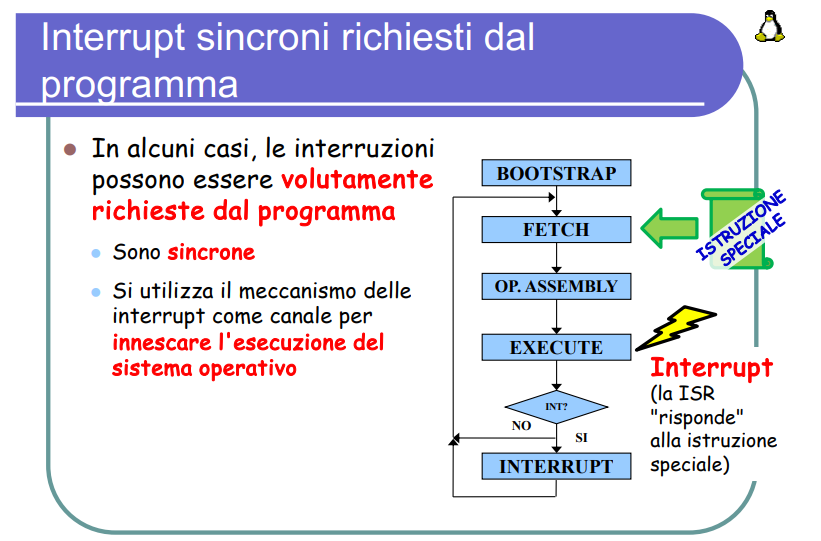 Interrupt sincroni richiesti dal
programma
In alcuni casi, le interruzioni
possono essere volutamente
richieste dal programma
Sono sincrone
Si utilizza il meccanismo delle
interrupt come canale per
innescare l'esecuzione del
sistema operativo
BOOTSTRAP
FETCH
OP. ASSEMBLY
EXECUTE
INT?
NO
SI
INTERRUPT
ISTRUZIONE
SPECIALE
Interrupt
(la ISR
"risponde"
alla istruzione
speciale)